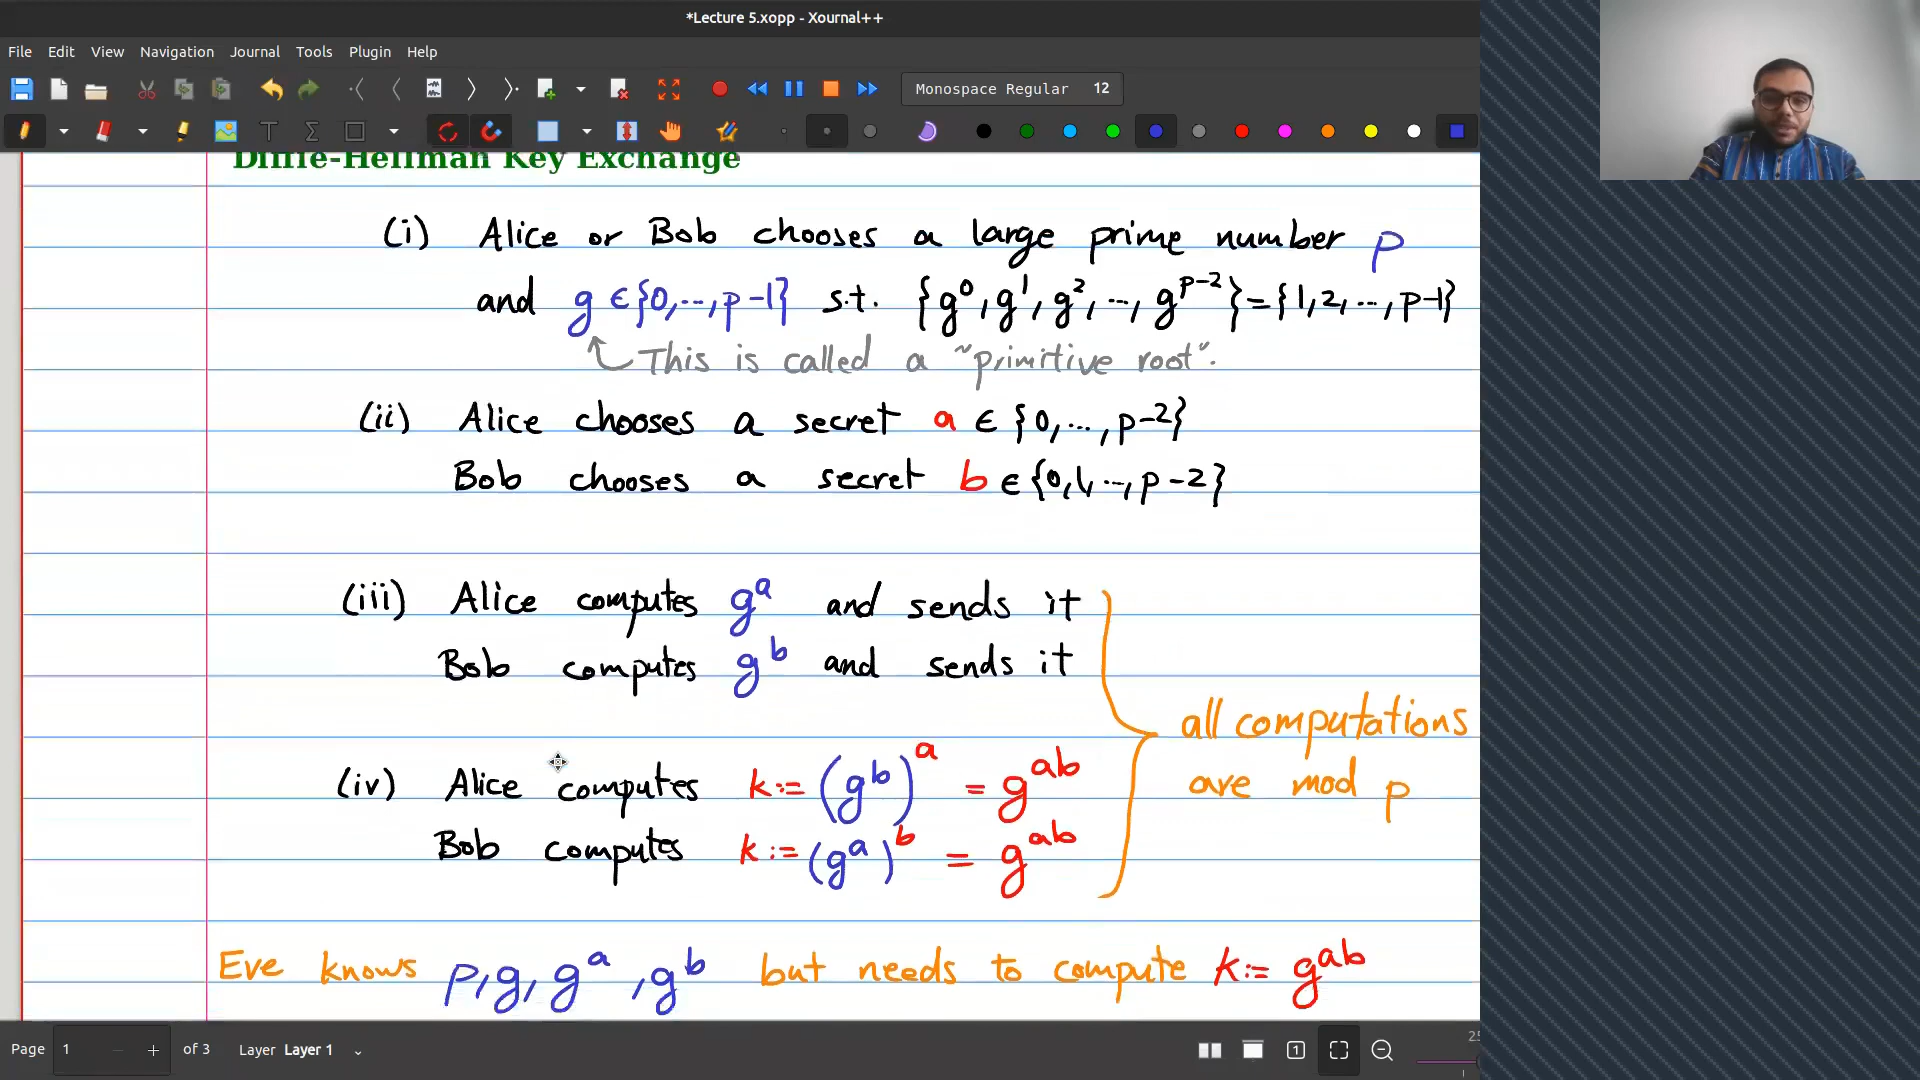 *Lecture 5.xopp - Xournal++
File Edit View Navigation Journal Tools Plugin Help
Monospace Regular 12
Diffie-Hellman Key Exchange
(i) Alice or Bob chooses a large prime number p
and g ∈ {0,..,p-1} s.t. {g⁰, g¹, g², .., g^{p-2}} = {1,2,..,p-1}
This is called a "primitive root".
(ii) Alice chooses a secret a ∈ {0,...,p-2}
Bob chooses a secret b ∈ {0,1,..,p-2}
(iii) Alice computes g^a and sends it
Bob computes g^b and sends it
all computations
are mod p
(iv) Alice computes k := (g^b)^a = g^{ab}
Bob computes k := (g^a)^b = g^{ab}
Eve knows p, g, g^a, g^b but needs to compute k := g^{ab}
Page 1 of 3 Layer Layer 1